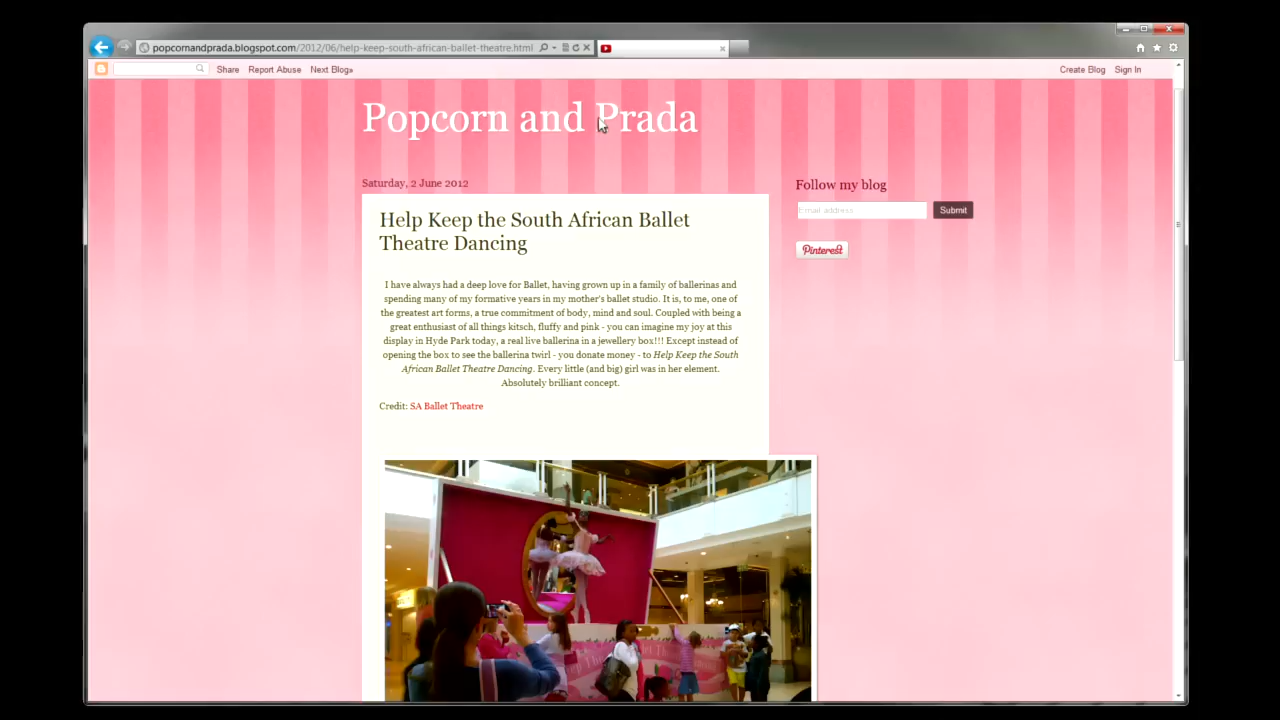 popcornandprada.blogspot.com/2012/06/help-keep-south-african-ballet-theatre.html
Share Report Abuse Next Blog» Create Blog Sign In
Popcorn and Prada
Saturday, 2 June 2012
Help Keep the South African Ballet
Theatre Dancing
I have always had a deep love for Ballet, having grown up in a family of ballerinas and
spending many of my formative years in my mother's ballet studio. It is, to me, one of
the greatest art forms, a true commitment of body, mind and soul. Coupled with being a
great enthusiast of all things kitsch, fluffy and pink - you can imagine my joy at this
display in Hyde Park today, a real live ballerina in a jewellery box!!! Except instead of
opening the box to see the ballerina twirl - you donate money - to Help Keep the South
African Ballet Theatre Dancing. Every little (and big) girl was in her element.
Absolutely brilliant concept.
Credit: SA Ballet Theatre
Follow my blog
Email address Submit
Pinterest